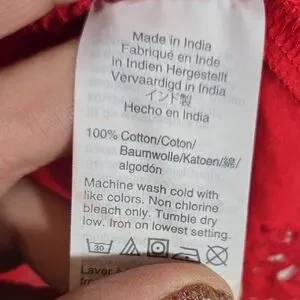 Made in India
Fabriqué en Inde
in Indien Hergestellt
Vervaardigd in India
インド製
Hecho en India
100% Cotton/Coton/
Baumwolle/Katoen/綿/
algodón
Machine wash cold with
like colors. Non chlorine
bleach only. Tumble dry
low. Iron on lowest setting.
30
Laver à